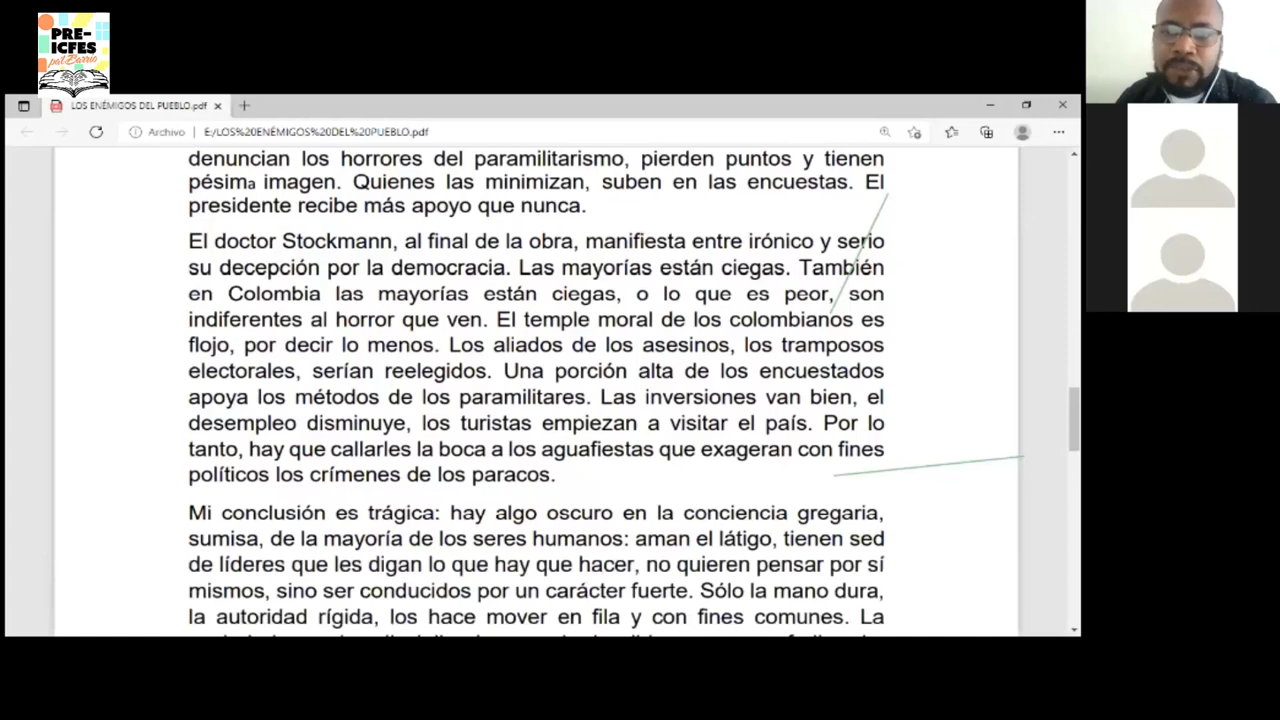 PRE-
ICFES
pal Barrio
LOS ENÉMIGOS DEL PUEBLO.pdf
Archivo
E:/LOS%20ENÉMIGOS%20DEL%20PUEBLO.pdf
denuncian los horrores del paramilitarismo, pierden puntos y tienen
pésima imagen. Quienes las minimizan, suben en las encuestas. El
presidente recibe más apoyo que nunca.
El doctor Stockmann, al final de la obra, manifiesta entre irónico y serio
su decepción por la democracia. Las mayorías están ciegas. También
en Colombia las mayorías están ciegas, o lo que es peor, son
indiferentes al horror que ven. El temple moral de los colombianos es
flojo, por decir lo menos. Los aliados de los asesinos, los tramposos
electorales, serían reelegidos. Una porción alta de los encuestados
apoya los métodos de los paramilitares. Las inversiones van bien, el
desempleo disminuye, los turistas empiezan a visitar el país. Por lo
tanto, hay que callarles la boca a los aguafiestas que exageran con fines
políticos los crímenes de los paracos.
Mi conclusión es trágica: hay algo oscuro en la conciencia gregaria,
sumisa, de la mayoría de los seres humanos: aman el látigo, tienen sed
de líderes que les digan lo que hay que hacer, no quieren pensar por sí
mismos, sino ser conducidos por un carácter fuerte. Sólo la mano dura,
la autoridad rígida, los hace mover en fila y con fines comunes. La